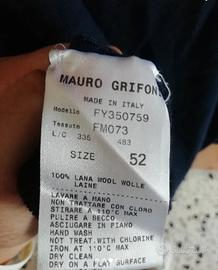 MAURO GRIFON
MADE IN ITALY
Modello FY350759
Tessuto FM073
L/C 335 483
SIZE 52
100% LANA WOOL WOLLE
LAINE
LAVARE A MANO
NON TRATTARE CON CLORO
STIRARE A 110°C MAX
PULIRE A SECCO
ASCIUGARE IN PIANO
HAND WASH
NOT TREAT WITH CHLORINE
IRON AT 110°C MAX
DRY CLEAN
DRY ON A FLAT SURFACE